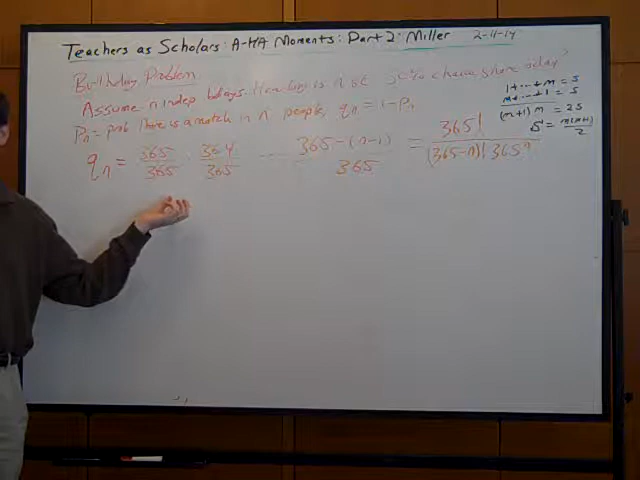 Teachers as Scholars: A-HA Moments: Part 2: Miller 2-11-14
Birthday Problem
Assume n indep bdays. How big is n st 50% chance share bday?
Pn = prob there is a match in n people, qn = 1 - Pn
qn = 365/365 · 364/365 ... 365-(n-1)/365 = 365!/(365-n)! 365^n
1 + ... + m = S
m + ... + 1 = S
(m+1) m = 2S
S = m(m+1)/2